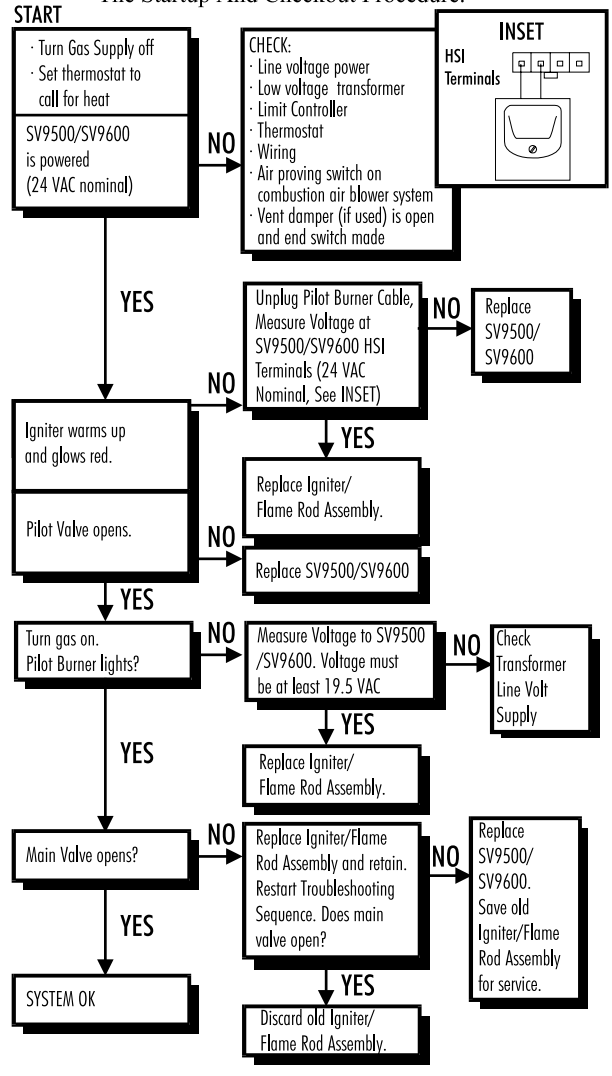 The Startup And Checkout Procedure.
START
· Turn Gas Supply off
· Set thermostat to
call for heat
SV9500/SV9600
is powered
(24 VAC nominal)
NO
CHECK:
· Line voltage power
· Low voltage transformer
· Limit Controller
· Thermostat
· Wiring
· Air proving switch on
combustion air blower system
· Vent damper (if used) is open
and end switch made
INSET
HSI
Terminals
YES
Igniter warms up
and glows red.
NO
Unplug Pilot Burner Cable,
Measure Voltage at
SV9500/SV9600 HSI
Terminals (24 VAC
Nominal, See INSET)
NO
Replace
SV9500/
SV9600
YES
Replace Igniter/
Flame Rod Assembly.
Pilot Valve opens.
NO
Replace SV9500/SV9600
YES
Turn gas on.
Pilot Burner lights?
NO
Measure Voltage to SV9500
/SV9600. Voltage must
be at least 19.5 VAC
NO
Check
Transformer
Line Volt
Supply
YES
Replace Igniter/
Flame Rod Assembly.
YES
Main Valve opens?
NO
Replace Igniter/Flame
Rod Assembly and retain.
Restart Troubleshooting
Sequence. Does main
valve open?
NO
Replace
SV9500/
SV9600.
Save old
Igniter/Flame
Rod Assembly
for service.
YES
Discard old Igniter/
Flame Rod Assembly.
YES
SYSTEM OK